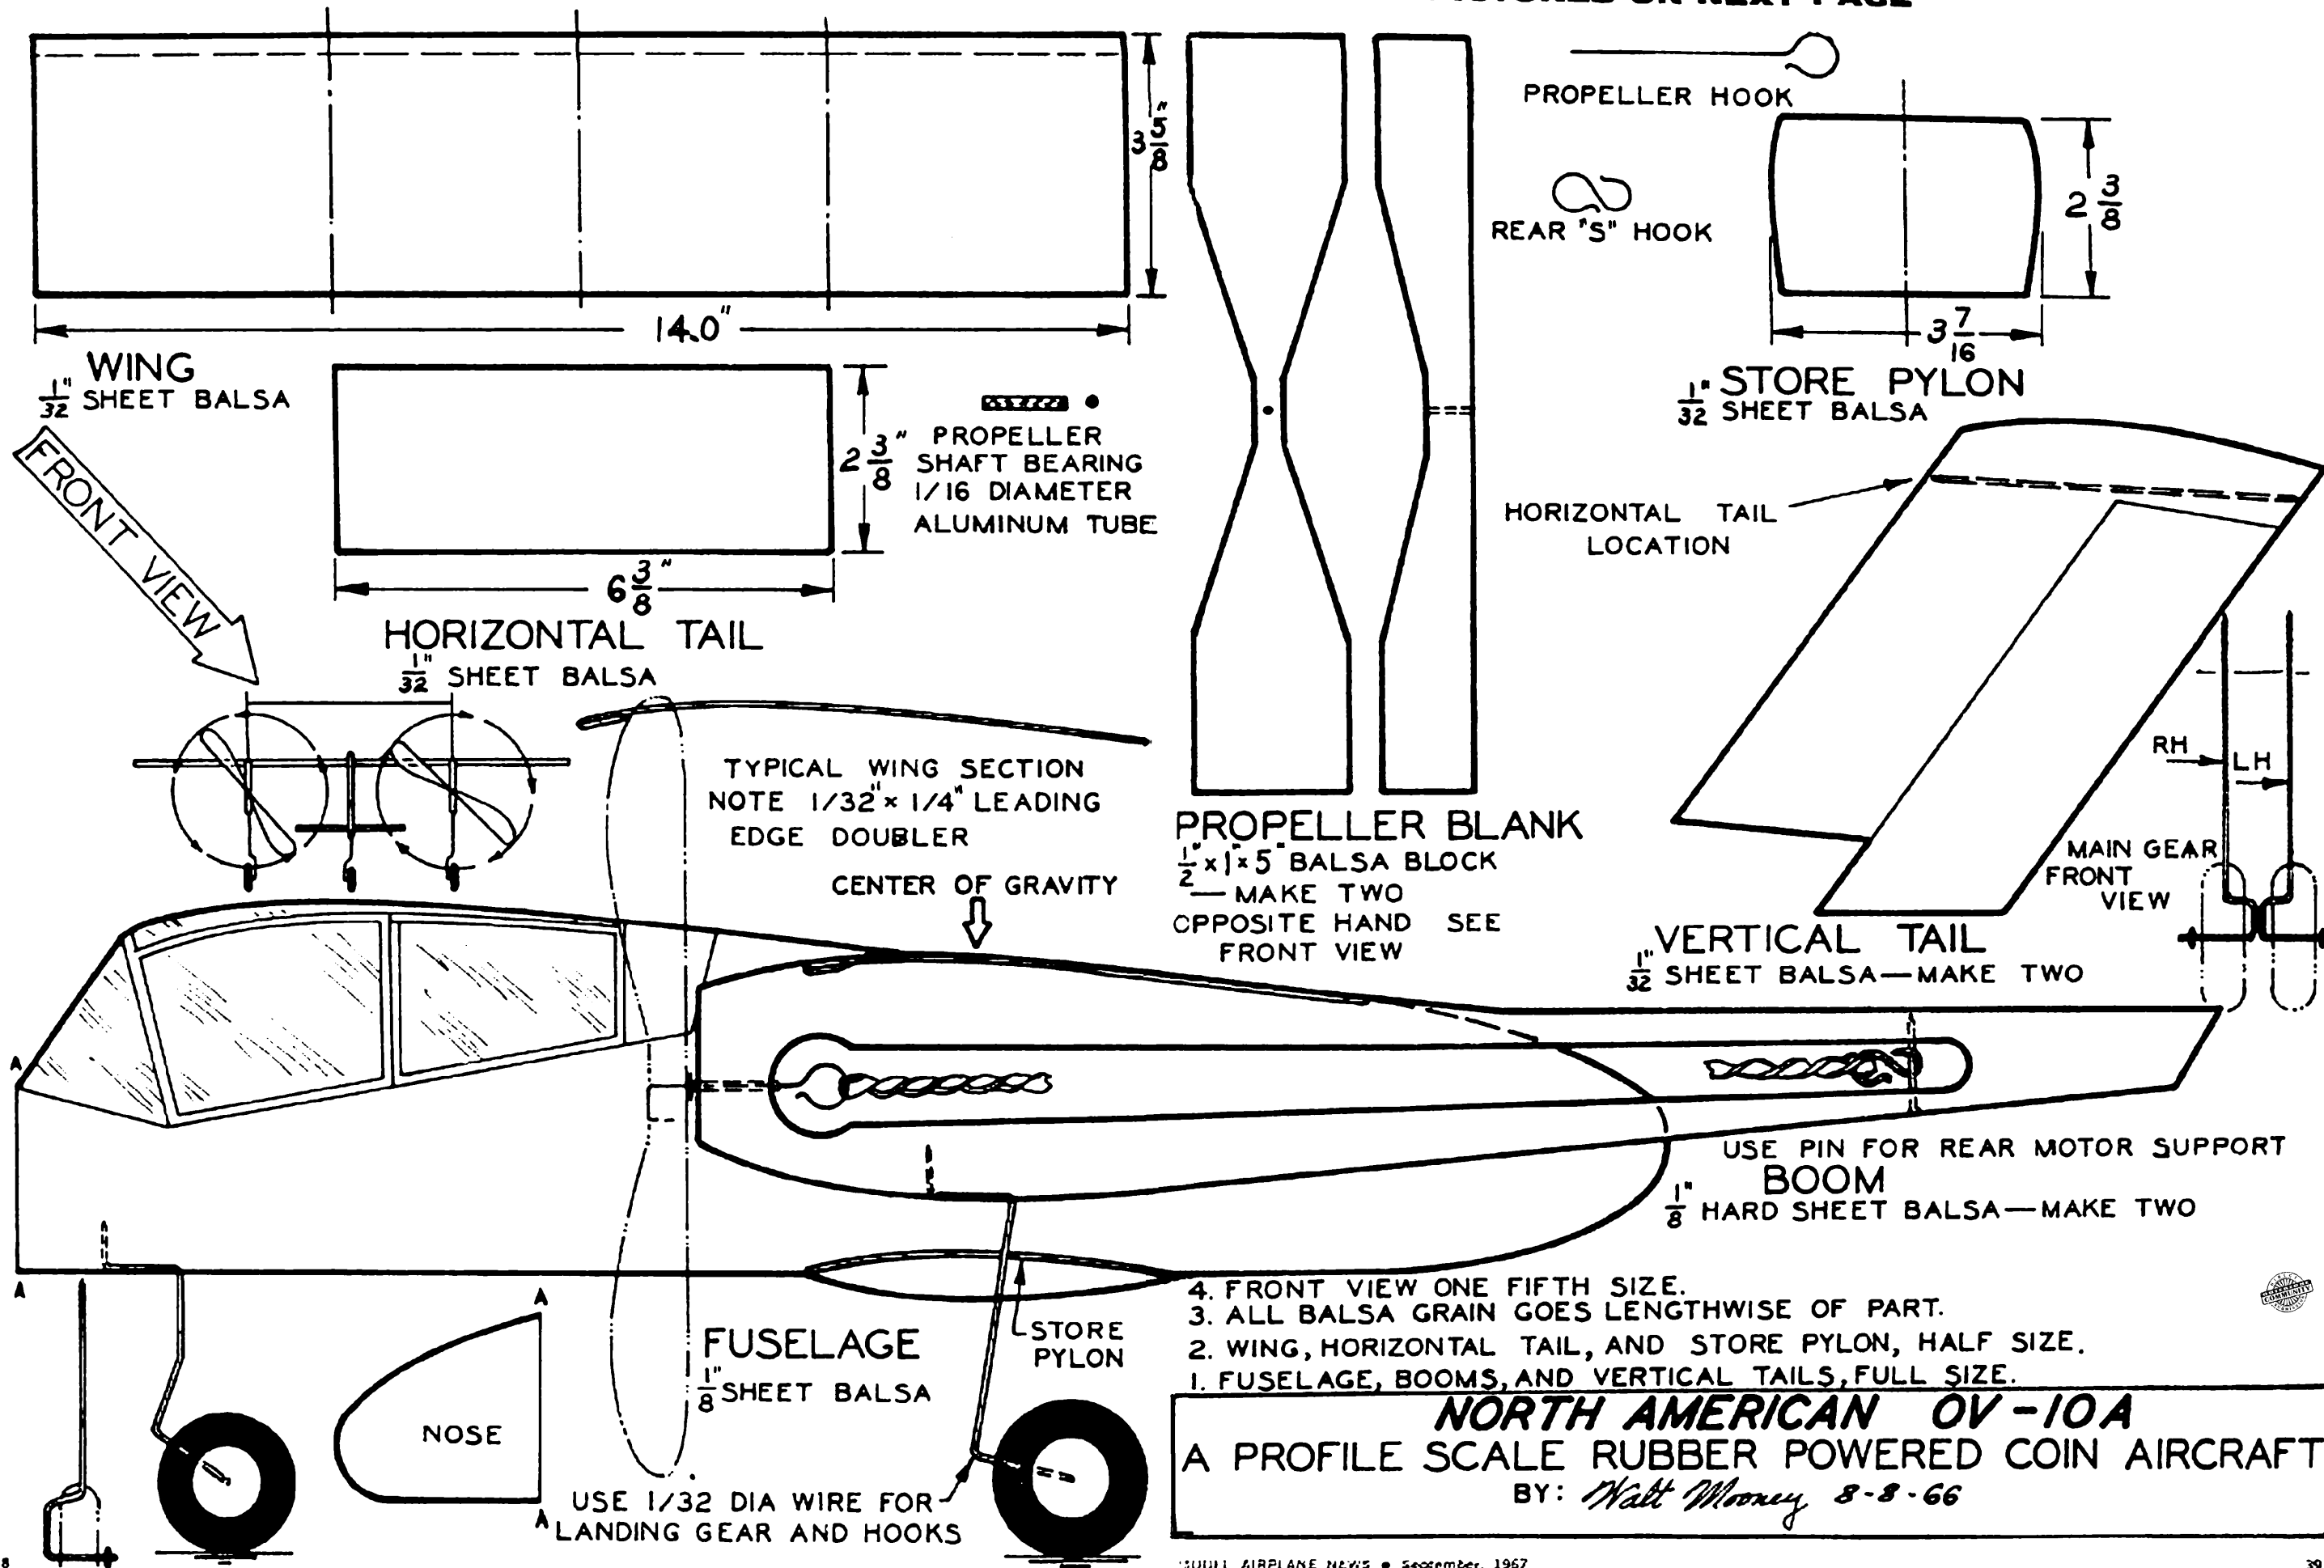 ON NEXT PAGE
3 5/8"
14.0"
WING
1/32" SHEET BALSA
FRONT VIEW
2 3/8"
6 3/8"
HORIZONTAL TAIL
1/32" SHEET BALSA
PROPELLER
SHAFT BEARING
1/16 DIAMETER
ALUMINUM TUBE
PROPELLER HOOK
REAR "S" HOOK
2 3/8
3 7/16
STORE PYLON
1/32" SHEET BALSA
HORIZONTAL TAIL
LOCATION
TYPICAL WING SECTION
NOTE 1/32" x 1/4" LEADING
EDGE DOUBLER
CENTER OF GRAVITY
PROPELLER BLANK
1/2" x 1" x 5" BALSA BLOCK
— MAKE TWO
OPPOSITE HAND SEE
FRONT VIEW
RH
LH
MAIN GEAR
FRONT
VIEW
VERTICAL TAIL
1/32" SHEET BALSA—MAKE TWO
A
A
USE PIN FOR REAR MOTOR SUPPORT
BOOM
1/8" HARD SHEET BALSA—MAKE TWO
A
NOSE
A
FUSELAGE
1/8" SHEET BALSA
STORE
PYLON
USE 1/32 DIA WIRE FOR
LANDING GEAR AND HOOKS
4. FRONT VIEW ONE FIFTH SIZE.
3. ALL BALSA GRAIN GOES LENGTHWISE OF PART.
2. WING, HORIZONTAL TAIL, AND STORE PYLON, HALF SIZE.
1. FUSELAGE, BOOMS, AND VERTICAL TAILS, FULL SIZE.
COMMUNITY
NORTH AMERICAN OV-10A
A PROFILE SCALE RUBBER POWERED COIN AIRCRAFT
BY: Walt Mooney 8-8-66
8
AIRPLANE NEWS • September, 1967
39